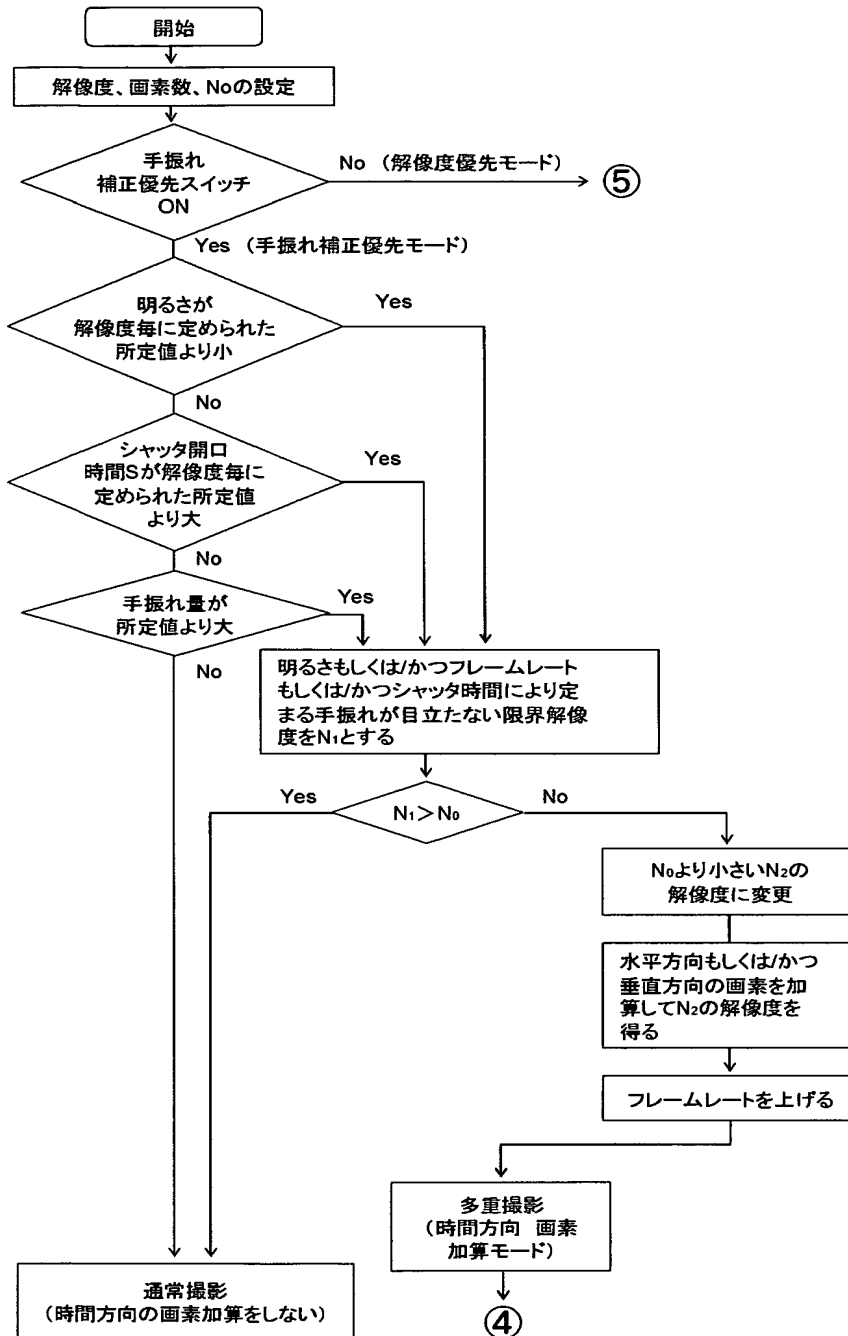 開始
解像度、画素数、Noの設定
手振れ
補正優先スイッチ
ON
No (解像度優先モード)
⑤
Yes (手振れ補正優先モード)
明るさが
解像度毎に定められた
所定値より小
Yes
No
シャッタ開口
時間Sが解像度毎に
定められた所定値
より大
Yes
No
手振れ量が
所定値より大
Yes
No
明るさもしくは/かつフレームレート
もしくは/かつシャッタ時間により定
まる手振れが目立たない限界解像
度をN₁とする
Yes
N₁>N₀
No
N₀より小さいN₂の
解像度に変更
水平方向もしくは/かつ
垂直方向の画素を加
算してN₂の解像度を
得る
フレームレートを上げる
多重撮影
(時間方向 画素
加算モード)
④
通常撮影
(時間方向の画素加算をしない)